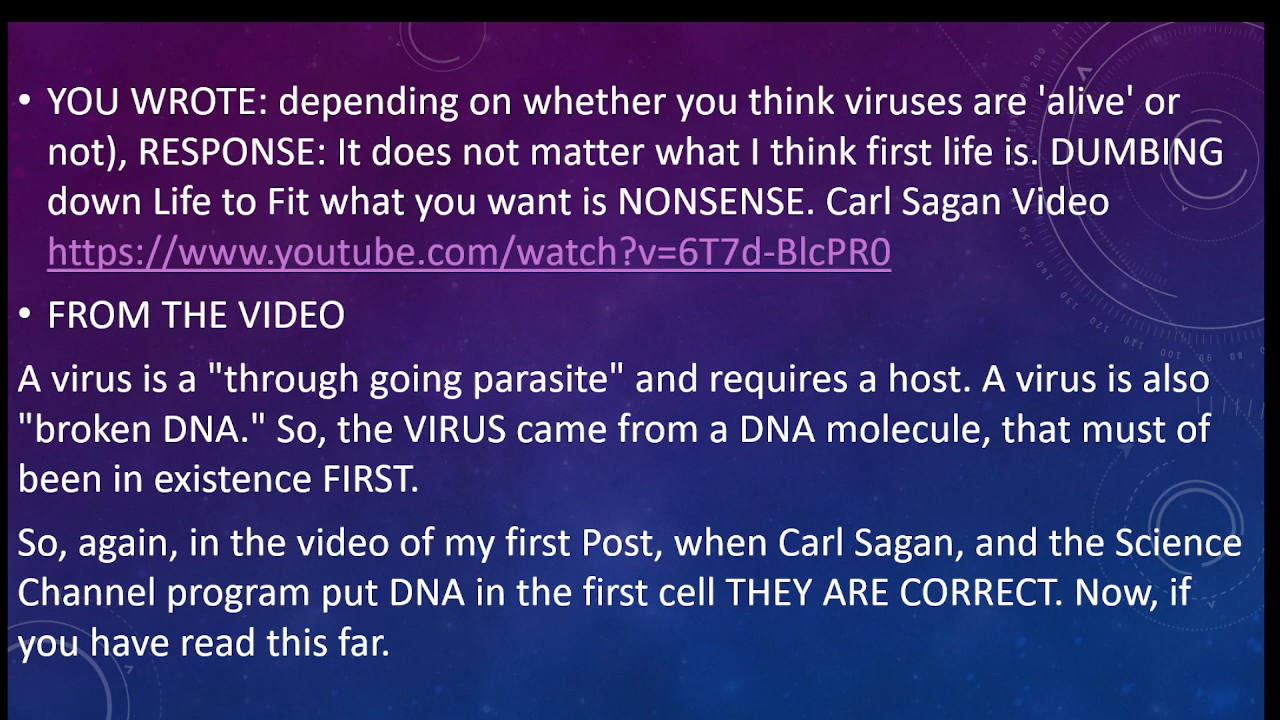 • YOU WROTE: depending on whether you think viruses are 'alive' or
not), RESPONSE: It does not matter what I think first life is. DUMBING
down Life to Fit what you want is NONSENSE. Carl Sagan Video
https://www.youtube.com/watch?v=6T7d-BlcPR0
• FROM THE VIDEO
A virus is a "through going parasite" and requires a host. A virus is also
"broken DNA." So, the VIRUS came from a DNA molecule, that must of
been in existence FIRST.
So, again, in the video of my first Post, when Carl Sagan, and the Science
Channel program put DNA in the first cell THEY ARE CORRECT. Now, if
you have read this far.